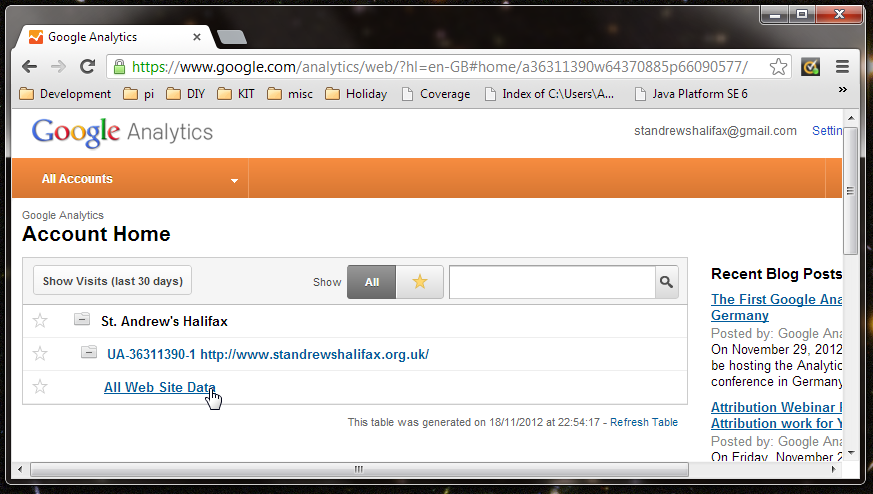 Google Analytics
https://www.google.com/analytics/web/?hl=en-GB#home/a36311390w64370885p66090577/
Development pi DIY KIT misc Holiday Coverage Index of C:\Users\A... Java Platform SE 6 »
Google Analytics standrewshalifax@gmail.com Settin
All Accounts
Google Analytics
Account Home
Show Visits (last 30 days) Show All
St. Andrew's Halifax
UA-36311390-1 http://www.standrewshalifax.org.uk/
All Web Site Data
This table was generated on 18/11/2012 at 22:54:17 - Refresh Table
Recent Blog Posts
The First Google Ana
Germany
Posted by: Google Ana
On November 29, 2012
be hosting the Analytic
conference in Germany
Attribution Webinar
Attribution work for Y
Posted by: Google Ana
On Friday, November 2